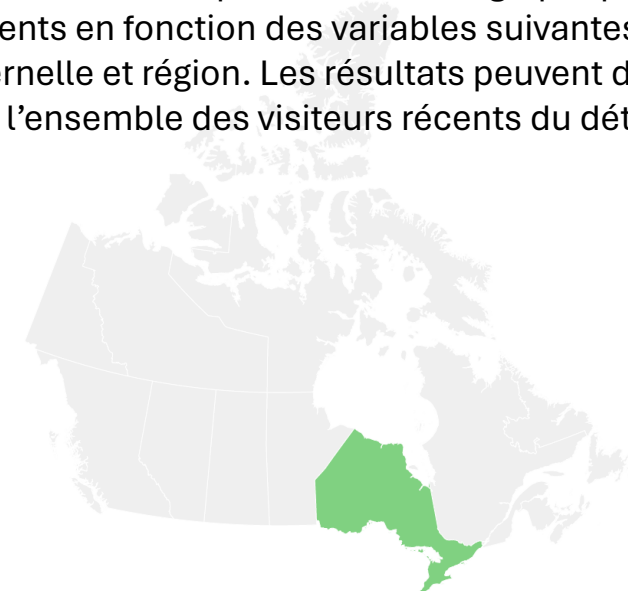 ents en fonction des variables suivantes
ernelle et région. Les résultats peuvent d
l’ensemble des visiteurs récents du dét